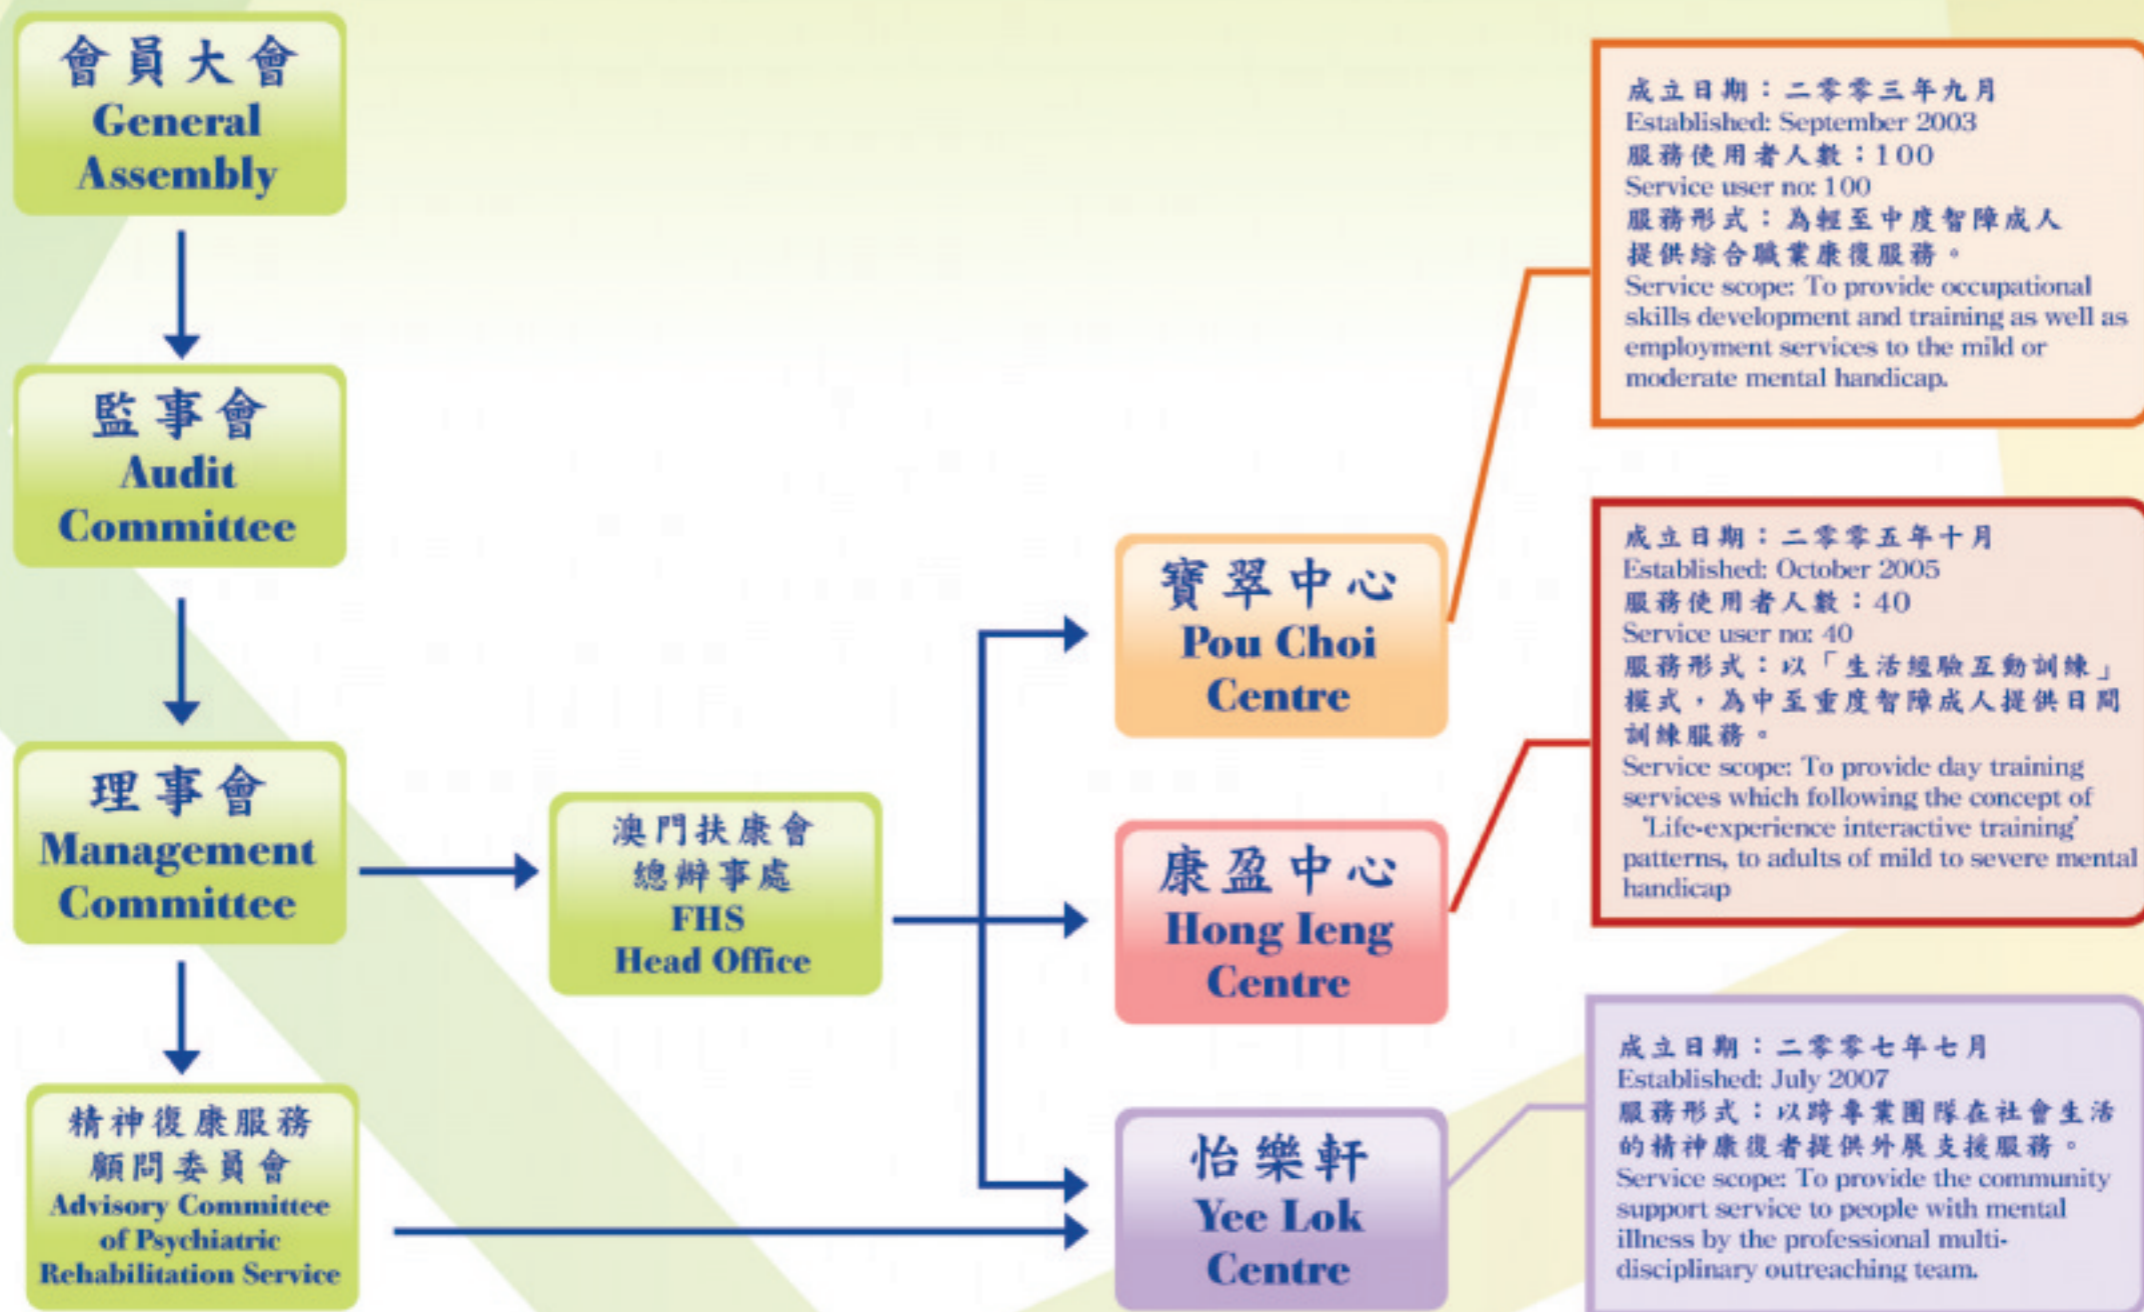 會員大會
General
Assembly
監事會
Audit
Committee
理事會
Management
Committee
精神復康服務
顧問委員會
Advisory Committee
of Psychiatric
Rehabilitation Service
澳門扶康會
總辦事處
FHS
Head Office
寶翠中心
Pou Choi
Centre
康盈中心
Hong Ieng
Centre
怡樂軒
Yee Lok
Centre
成立日期：二零零三年九月
Established: September 2003
服務使用者人數：100
Service user no: 100
服務形式：為輕至中度智障成人
提供綜合職業康復服務。
Service scope: To provide occupational
skills development and training as well as
employment services to the mild or
moderate mental handicap.
成立日期：二零零五年十月
Established: October 2005
服務使用者人數：40
Service user no: 40
服務形式：以「生活經驗互動訓練」
模式，為中至重度智障成人提供日間
訓練服務。
Service scope: To provide day training
services which following the concept of
'Life-experience interactive training'
patterns, to adults of mild to severe mental
handicap
成立日期：二零零七年七月
Established: July 2007
服務形式：以跨專業團隊在社會生活
的精神康復者提供外展支援服務。
Service scope: To provide the community
support service to people with mental
illness by the professional multi-
disciplinary outreaching team.